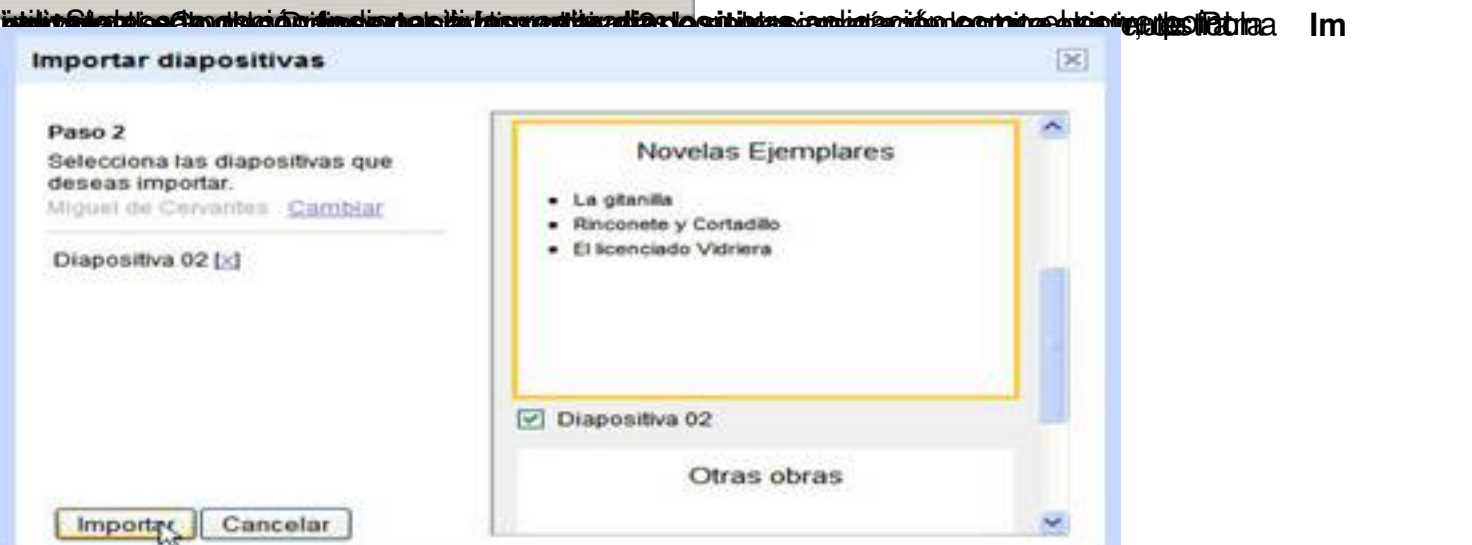 Im
Importar diapositivas
Paso 2
Selecciona las diapositivas que
deseas importar.
Miguel de Cervantes Cambiar
Diapositiva 02 [x]
Importar Cancelar
Novelas Ejemplares
• La gitanilla
• Rinconete y Cortadillo
• El licenciado Vidriera
Diapositiva 02
Otras obras